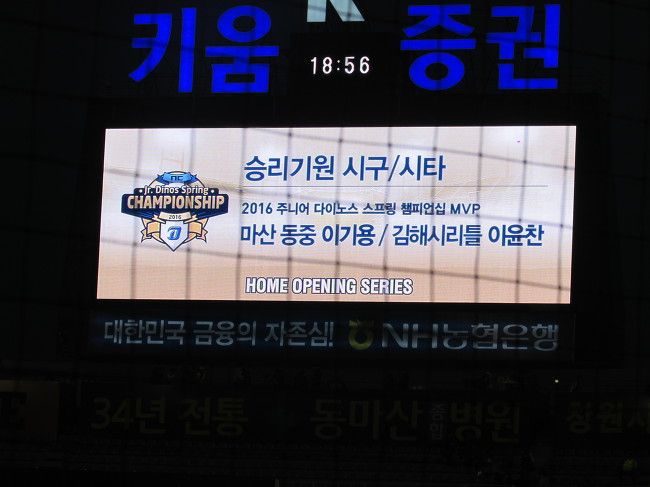 K
키움 증권
18:56
NC
Jr. Dinos Spring
CHAMPIONSHIP
2016
승리기원 시구/시타
2016 주니어 다이노스 스프링 챔피언십 MVP
마산 동중 이기용 / 김해시리틀 이윤찬
HOME OPENING SERIES
대한민국 금융의 자존심! NH농협은행
34년 전통 동마산 병원 창원시